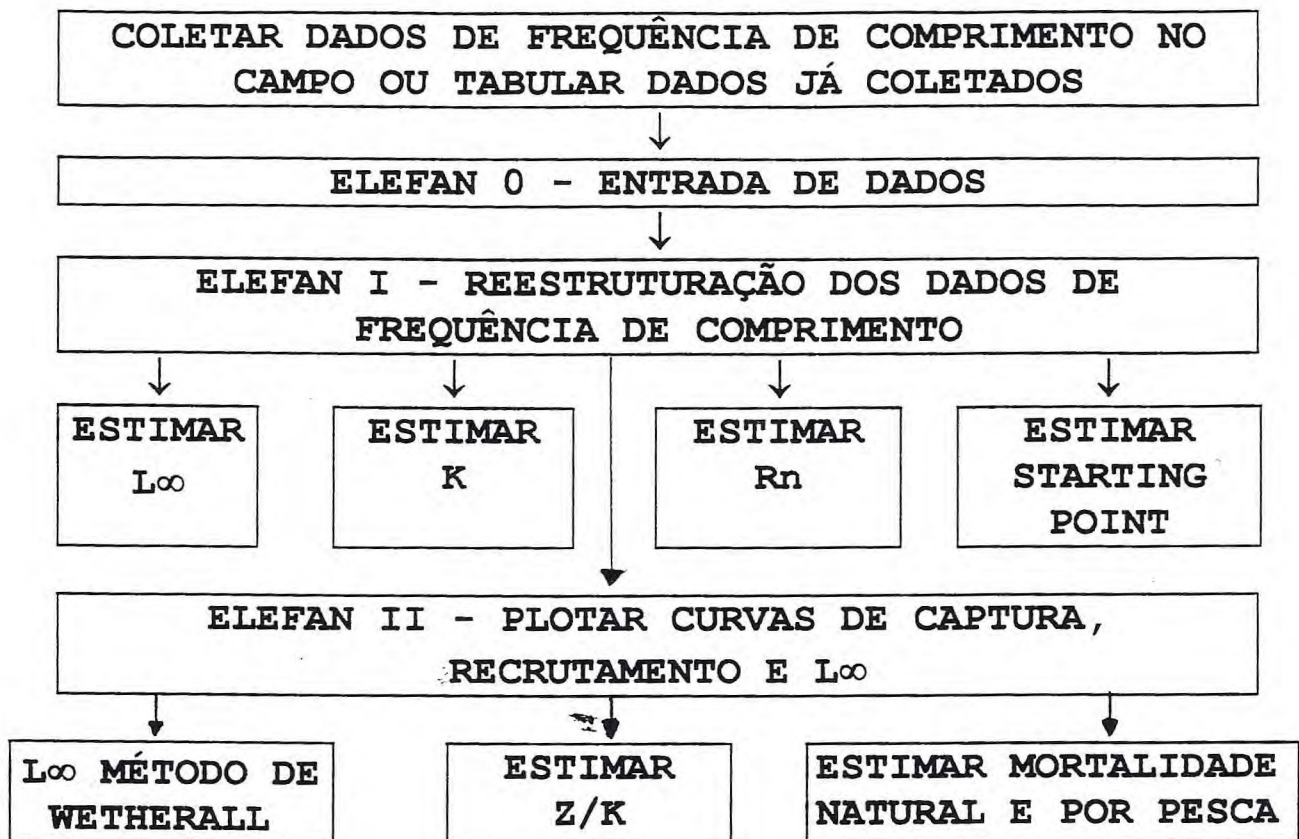 COLETAR DADOS DE FREQUÊNCIA DE COMPRIMENTO NO
CAMPO OU TABULAR DADOS JÁ COLETADOS
ELEFAN 0 - ENTRADA DE DADOS
ELEFAN I - REESTRUTURAÇÃO DOS DADOS DE
FREQUÊNCIA DE COMPRIMENTO
ESTIMAR
L∞
ESTIMAR
K
ESTIMAR
Rn
ESTIMAR
STARTING
POINT
ELEFAN II - PLOTAR CURVAS DE CAPTURA,
RECRUTAMENTO E L∞
L∞ MÉTODO DE
WETHERALL
ESTIMAR
Z/K
ESTIMAR MORTALIDADE
NATURAL E POR PESCA